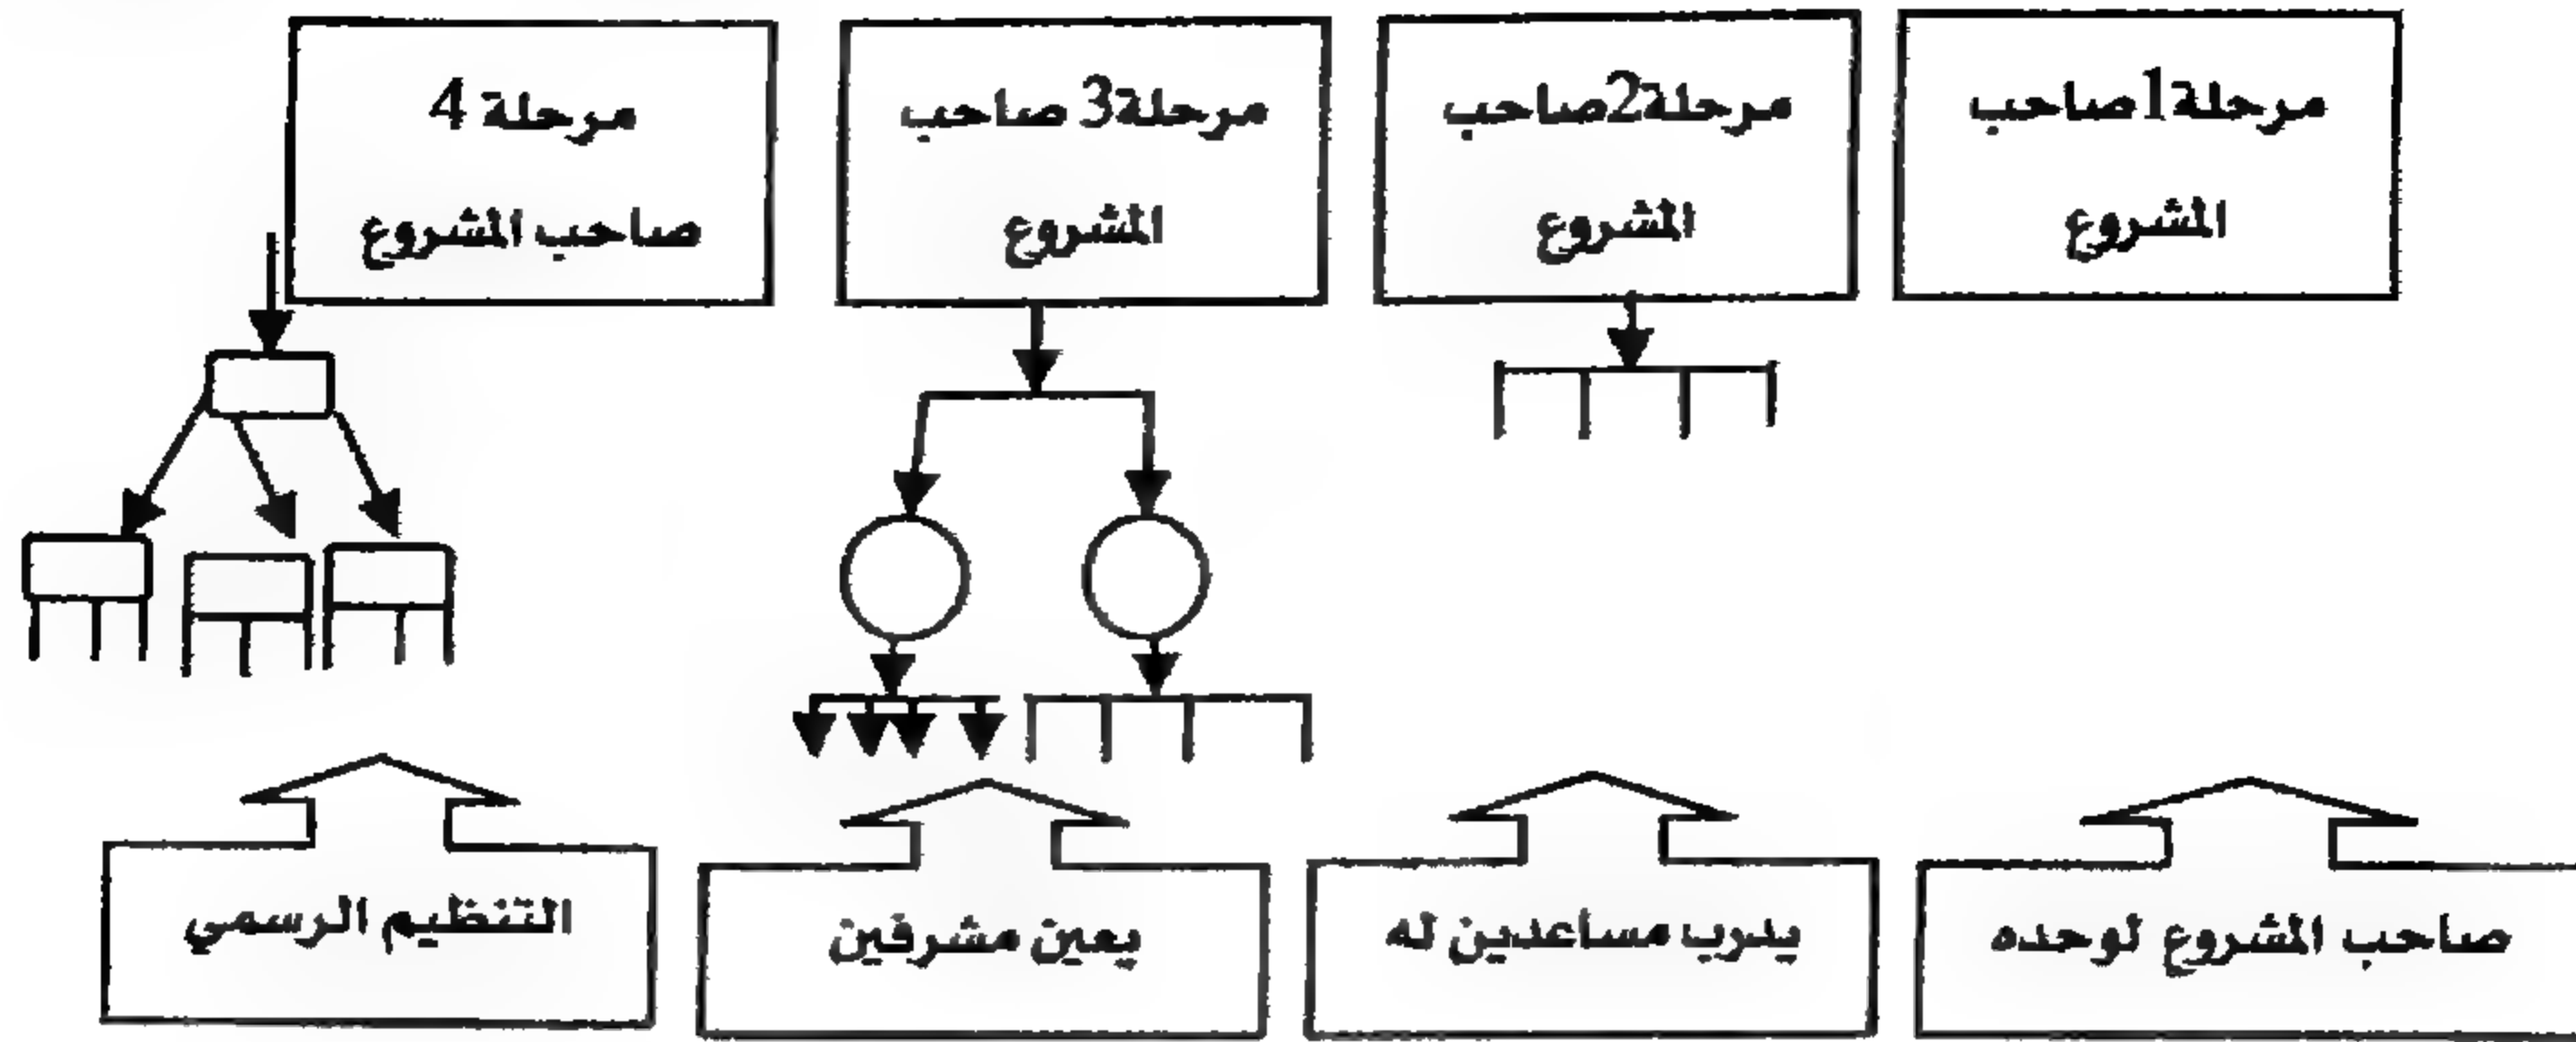 مرحلة1صاحب
المشروع
مرحلة2صاحب
المشروع
مرحلة3 صاحب
المشروع
مرحلة 4
صاحب المشروع
صاحب المشروع لوحده
يدرب مساعدين له
يعين مشرفين
التنظيم الرسمي